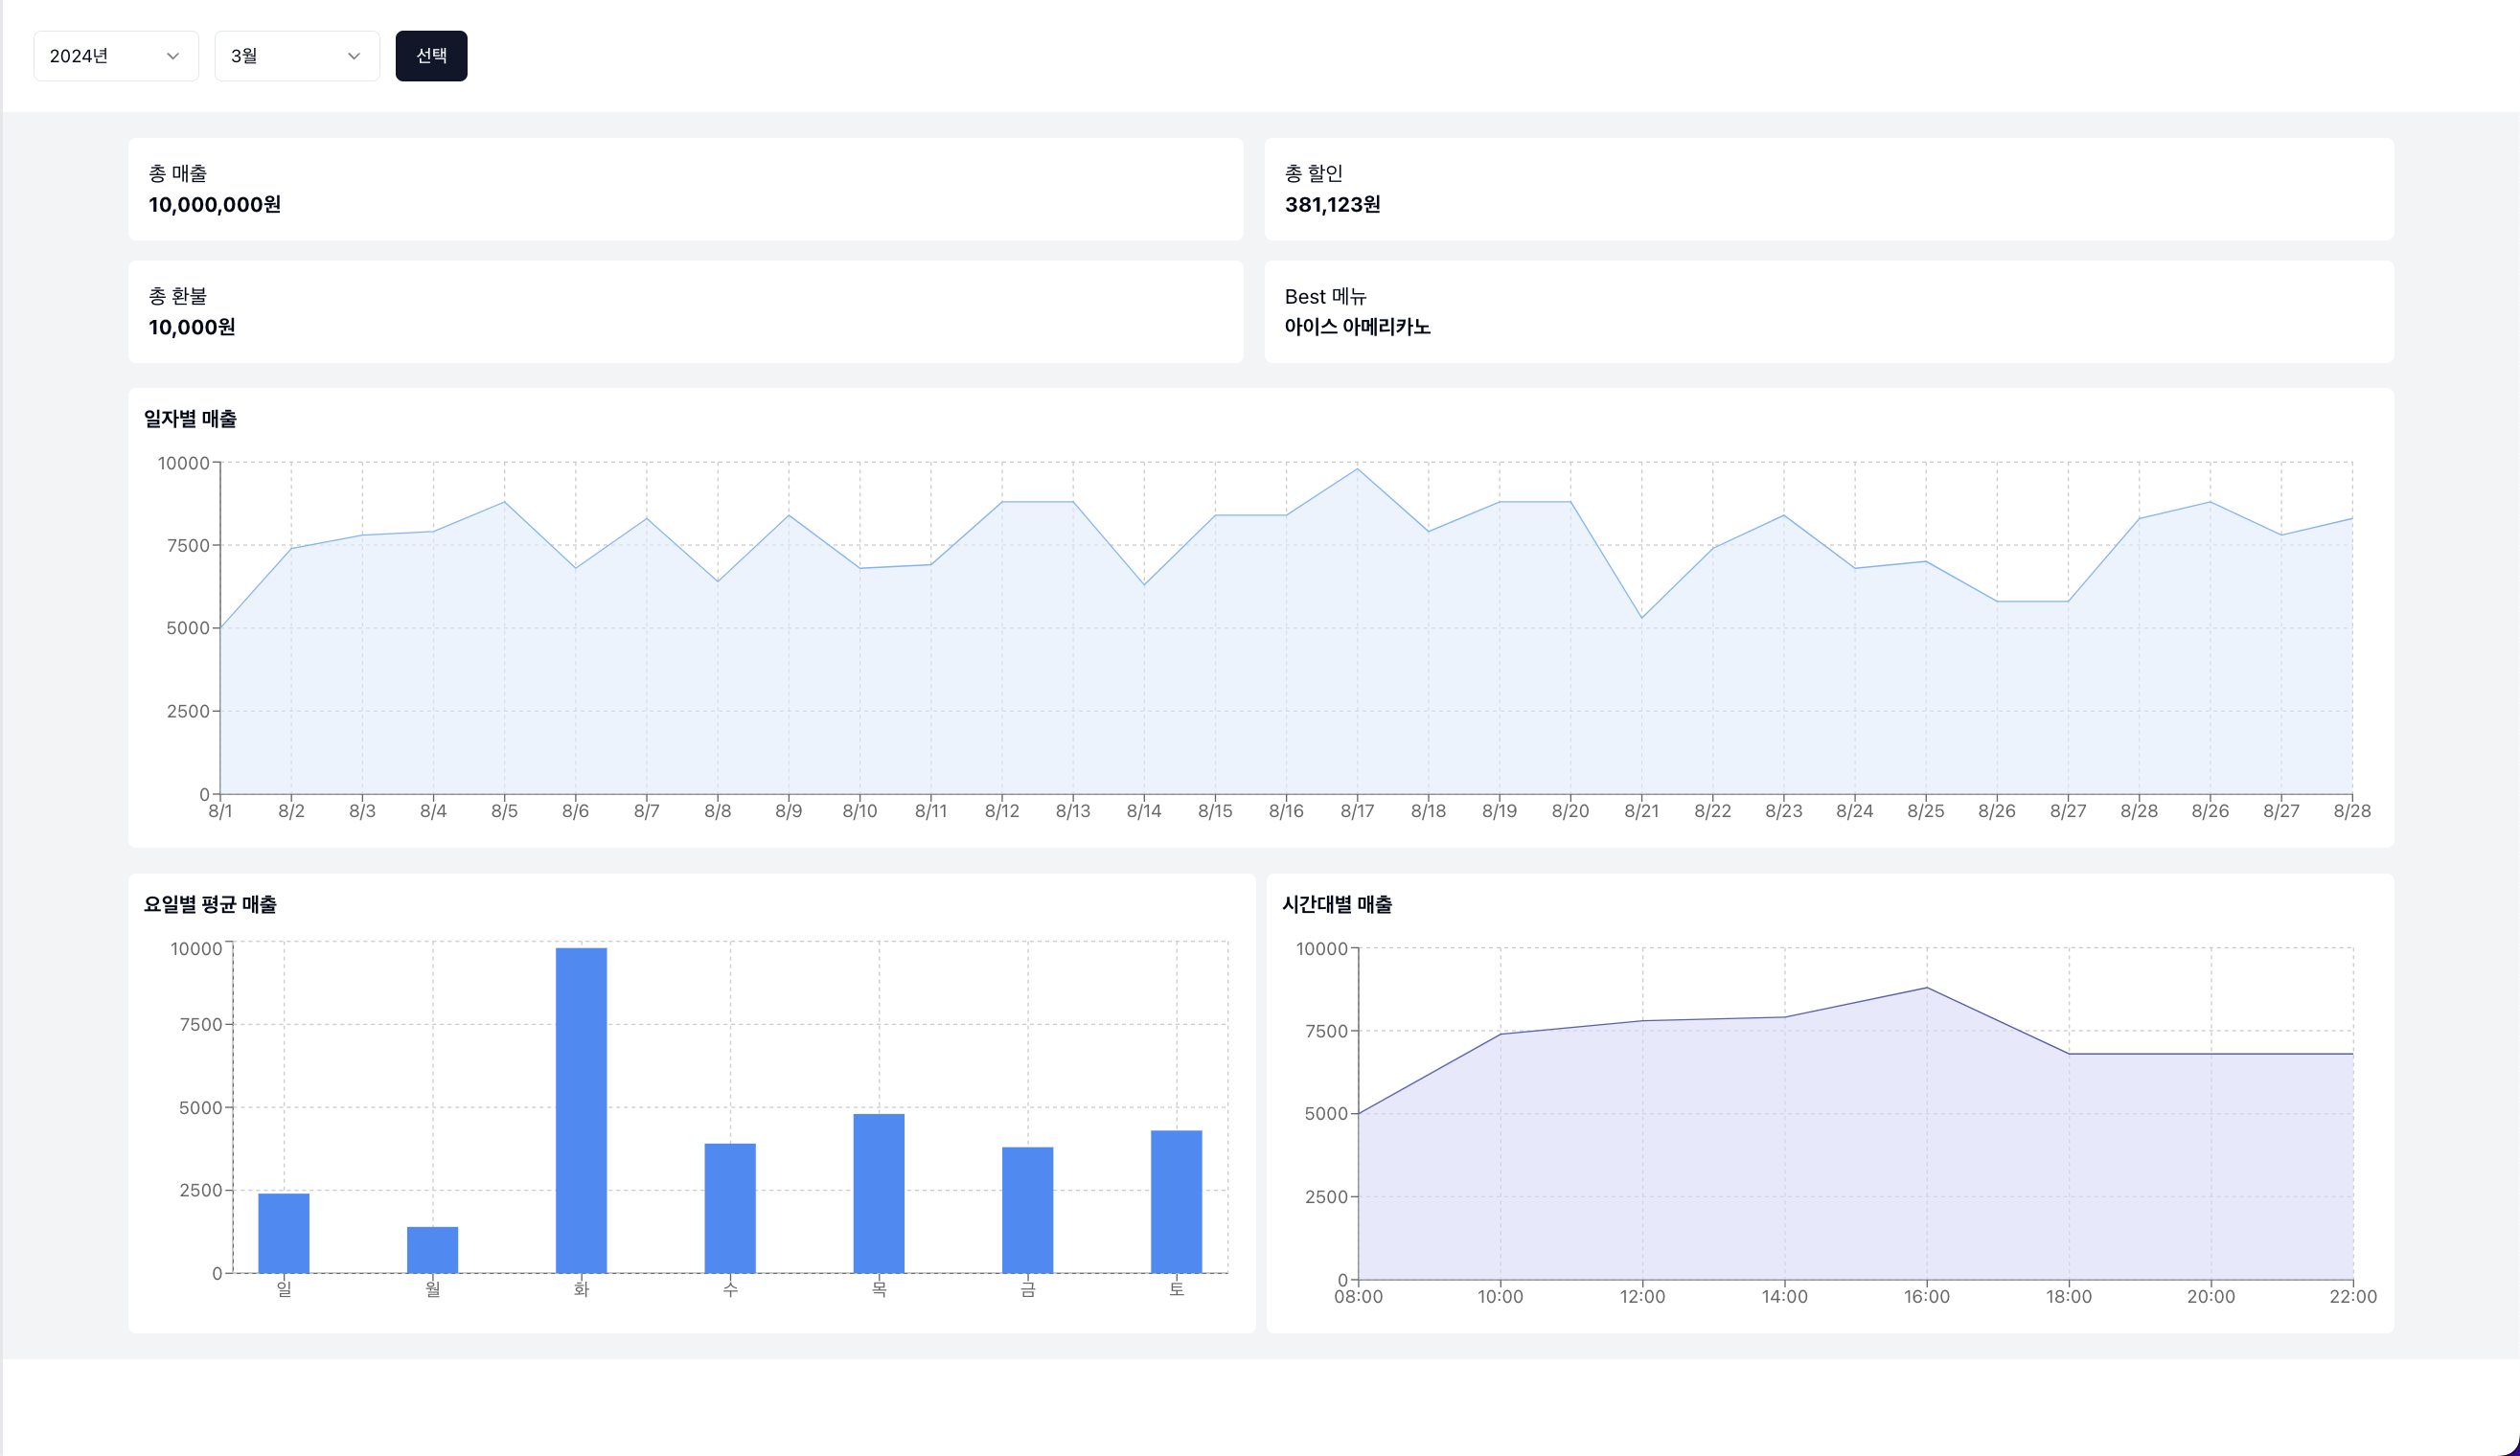 2024년 3월 선택
총 매출
10,000,000원
총 할인
381,123원
총 환불
10,000원
Best 메뉴
아이스 아메리카노
일자별 매출
10000
7500
5000
2500
0
8/1 8/2 8/3 8/4 8/5 8/6 8/7 8/8 8/9 8/10 8/11 8/12 8/13 8/14 8/15 8/16 8/17 8/18 8/19 8/20 8/21 8/22 8/23 8/24 8/25 8/26 8/27 8/28 8/26 8/27 8/28
요일별 평균 매출
10000
7500
5000
2500
0
일 월 화 수 목 금 토
시간대별 매출
10000
7500
5000
2500
0
08:00 10:00 12:00 14:00 16:00 18:00 20:00 22:00